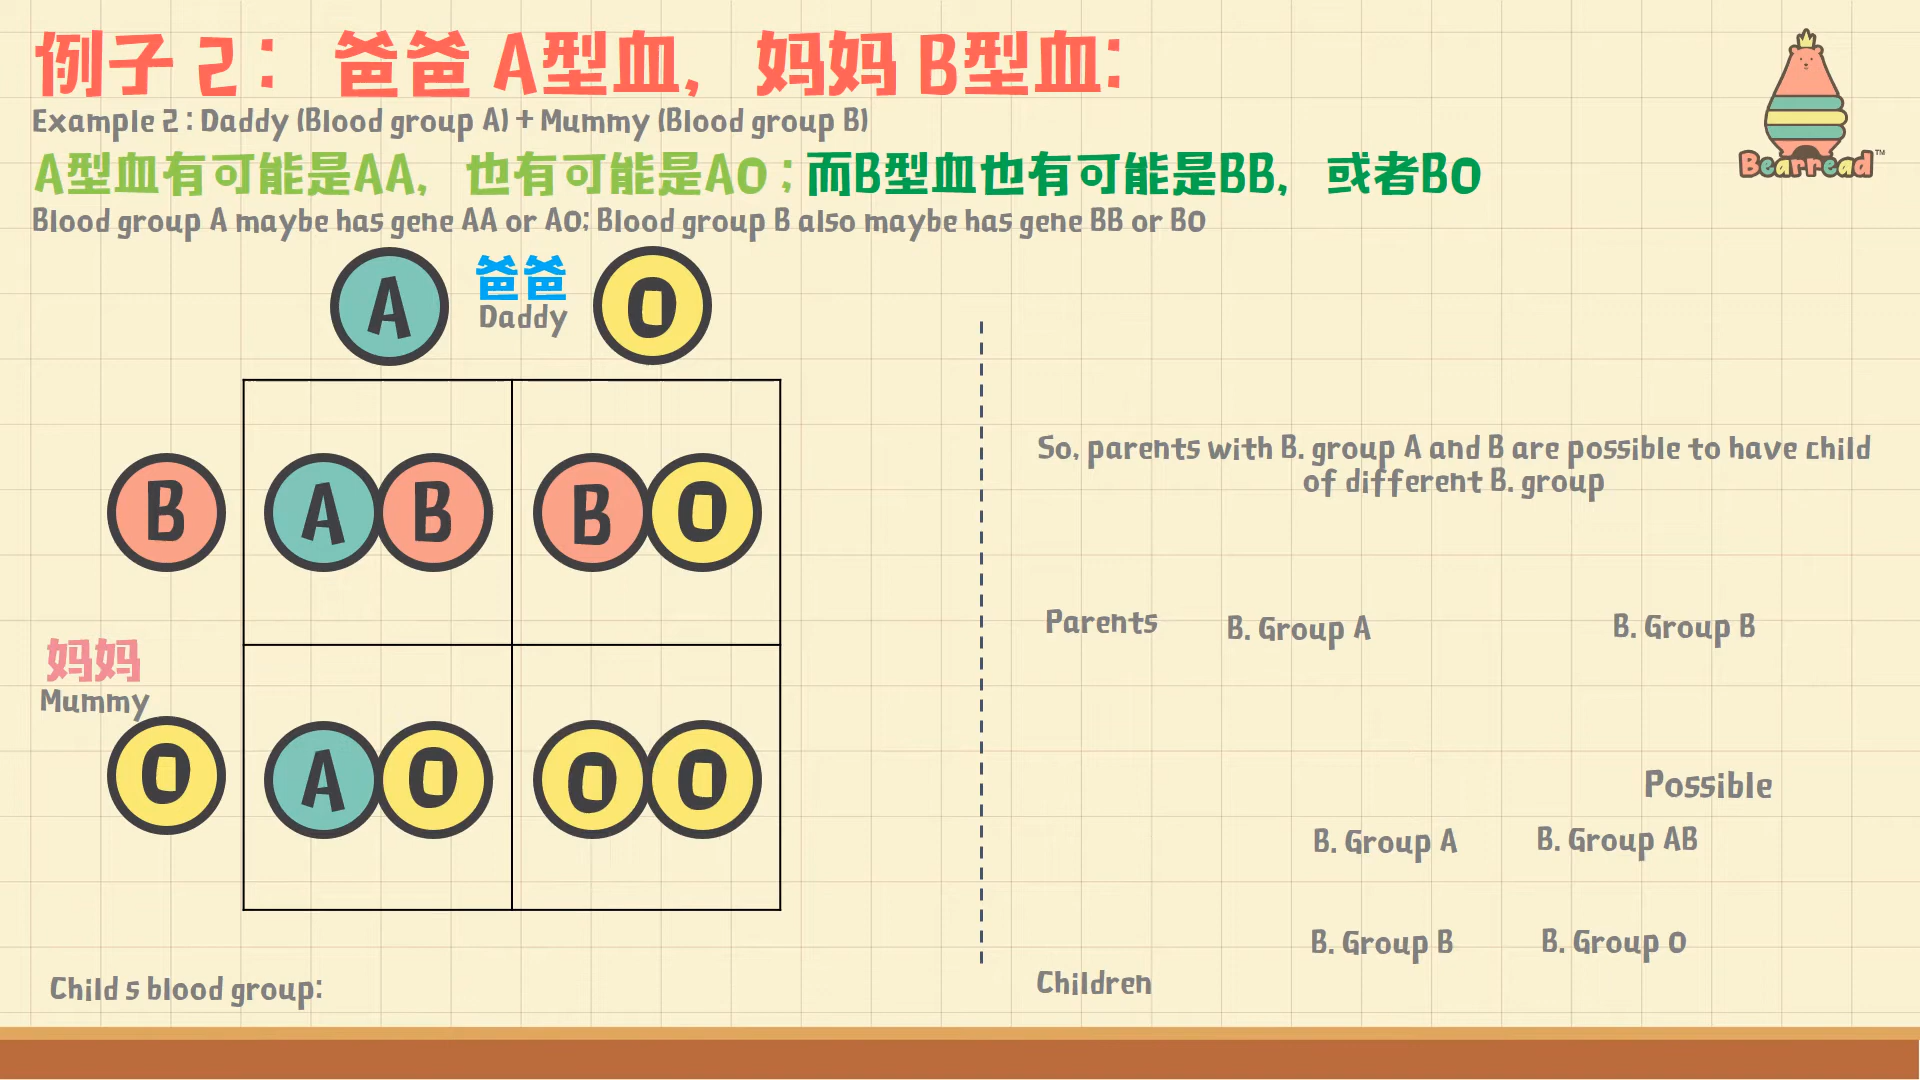 例子 2： 爸爸 A型血， 妈妈 B型血：
Example 2 : Daddy (Blood group A) + Mummy (Blood group B)
A型血有可能是AA， 也有可能是AO；而B型血也有可能是BB， 或者BO
Blood group A maybe has gene AA or AO; Blood group B also maybe has gene BB or BO
Bearread™
A 爸爸 O
Daddy
B A B B O
妈妈
Mummy
O A O O O
Child s blood group:
So, parents with B. group A and B are possible to have child
of different B. group
Parents B. Group A B. Group B
Possible
B. Group A B. Group AB
B. Group B B. Group O
Children